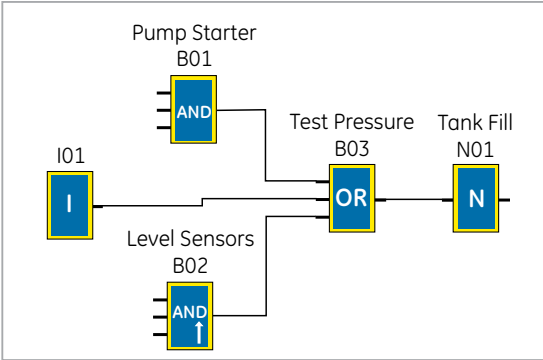 Pump Starter
B01
AND
Test Pressure
B03
Tank Fill
N01
I01
I
OR
N
Level Sensors
B02
AND